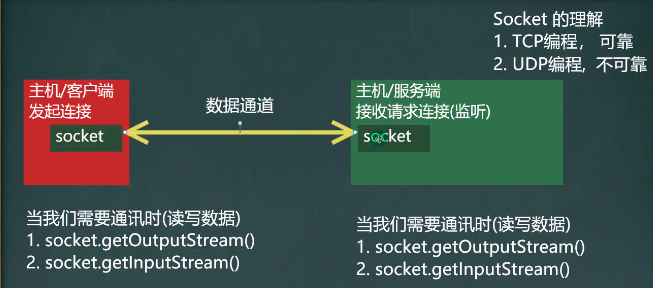 Socket 的理解
1. TCP编程， 可靠
2. UDP编程, 不可靠
主机/客户端
发起连接
socket
数据通道
主机/服务端
接收请求连接(监听)
socket
当我们需要通讯时(读写数据)
1. socket.getOutputStream()
2. socket.getInputStream()
当我们需要通讯时(读写数据)
1. socket.getOutputStream()
2. socket.getInputStream()